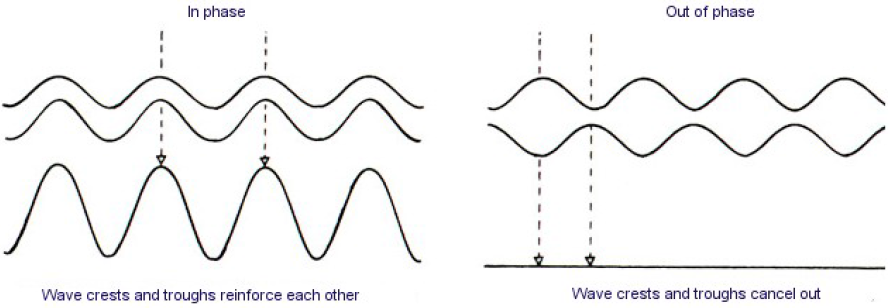 In phase
Out of phase
Wave crests and troughs reinforce each other
Wave crests and troughs cancel out